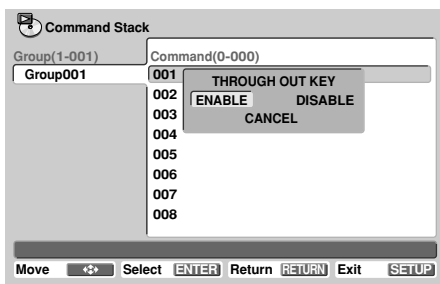 Command Stack
Group(1-001) Command(0-000)
Group001 001
THROUGH OUT KEY
002
ENABLE DISABLE
003
CANCEL
004
005
006
007
008
Move Select ENTER Return RETURN Exit SETUP